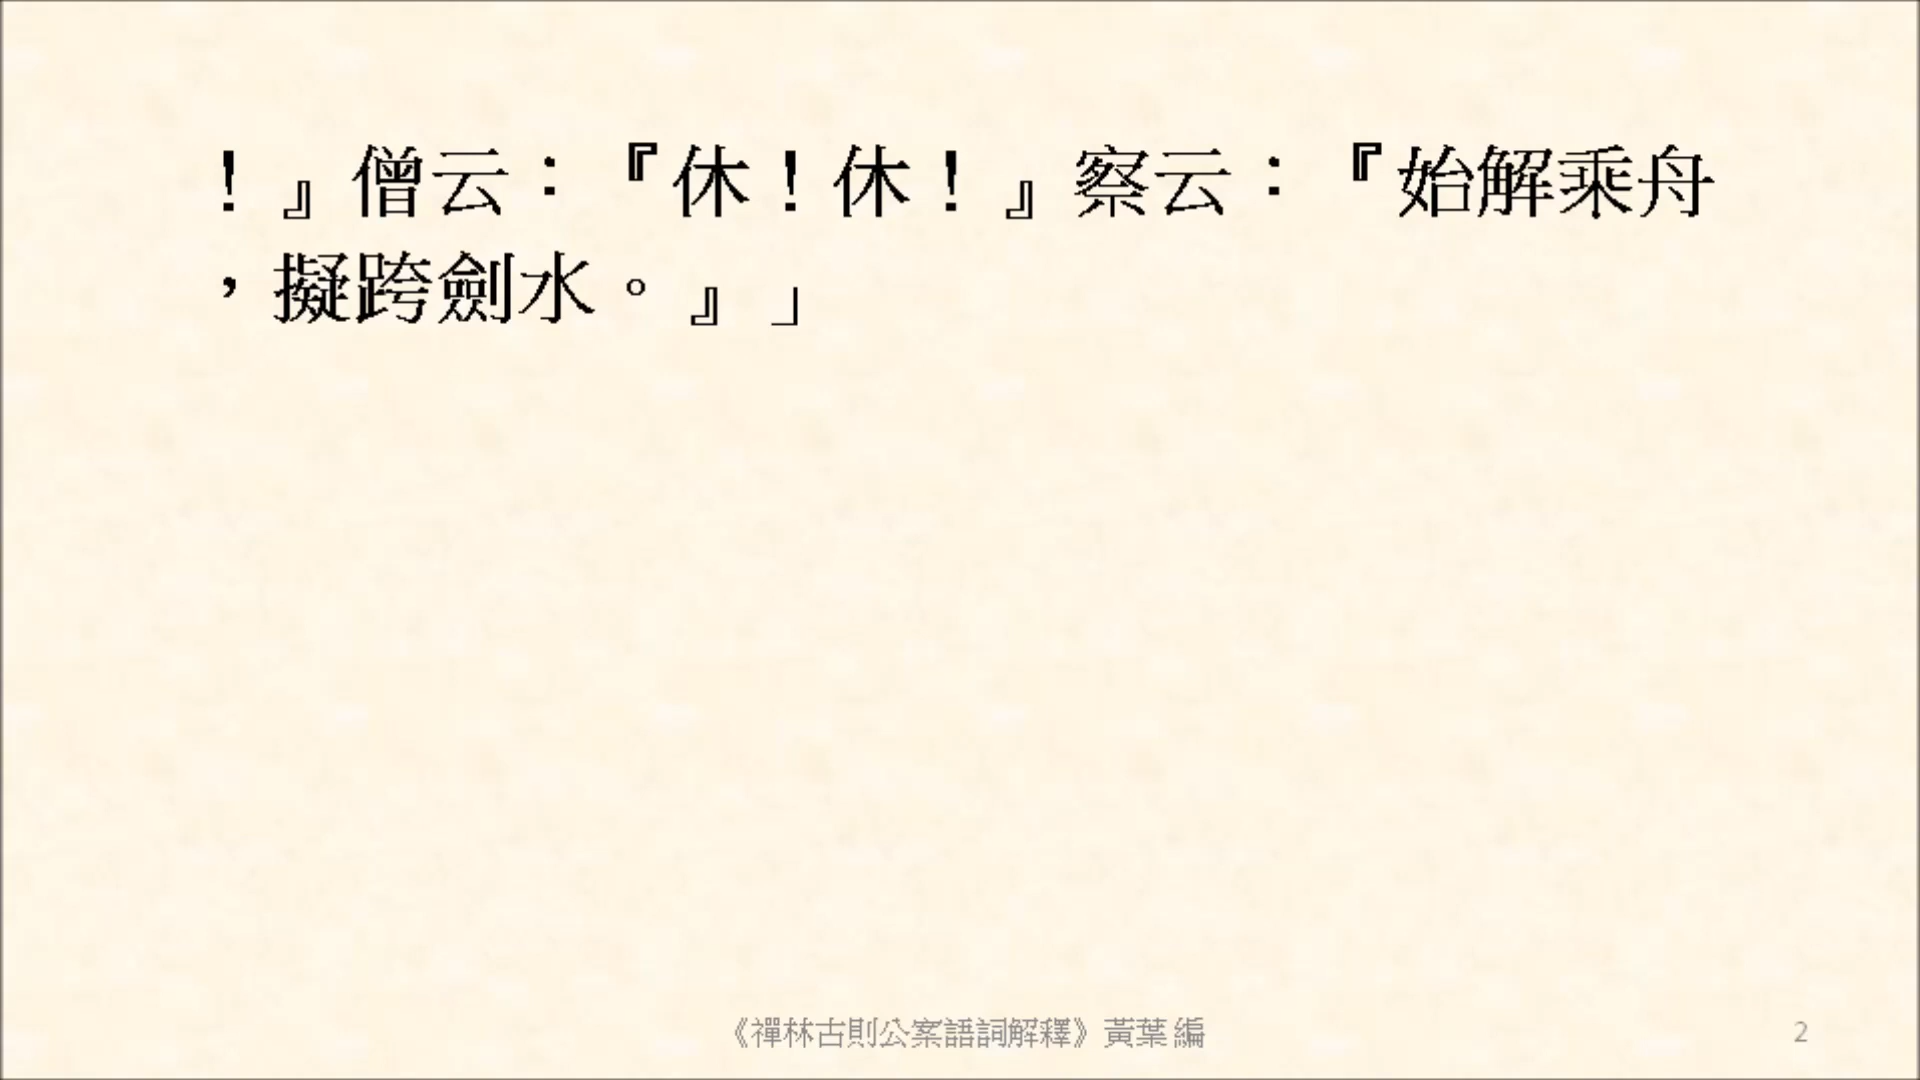 ！』僧云：『休！休！』察云：『始解乘舟
，擬跨劍水。』」
《禪林古則公案語詞解釋》黃葉 編
2